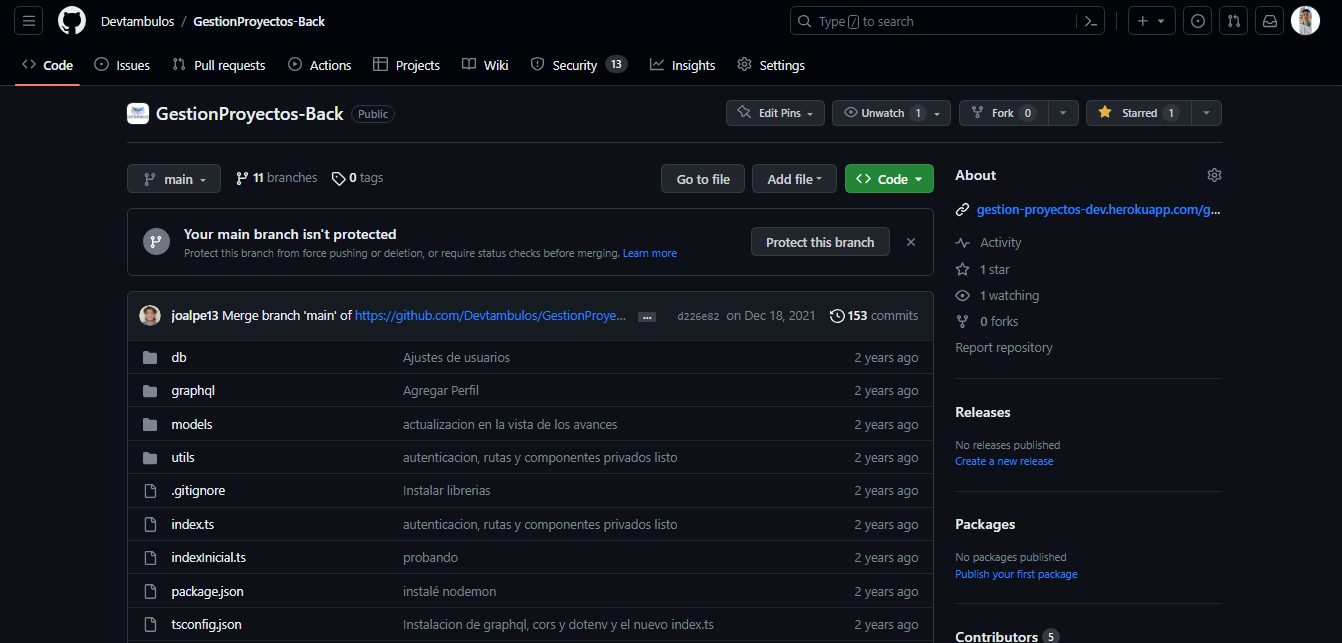 Devtambulos / GestionProyectos-Back
Type / to search
Code Issues Pull requests Actions Projects Wiki Security 13 Insights Settings
GestionProyectos-Back Public
Edit Pins Unwatch 1 Fork 0 Starred 1
main 11 branches 0 tags Go to file Add file Code
Your main branch isn't protected
Protect this branch from force pushing or deletion, or require status checks before merging. Learn more
Protect this branch
joalpe13 Merge branch 'main' of https://github.com/Devtambulos/GestionProye... ... d226e82 on Dec 18, 2021 153 commits
db Ajustes de usuarios 2 years ago
graphql Agregar Perfil 2 years ago
models actualizacion en la vista de los avances 2 years ago
utils autenticacion, rutas y componentes privados listo 2 years ago
.gitignore Instalar librerias 2 years ago
index.ts autenticacion, rutas y componentes privados listo 2 years ago
indexInicial.ts probando 2 years ago
package.json instalé nodemon 2 years ago
tsconfig.json Instalacion de graphql, cors y dotenv y el nuevo index.ts 2 years ago
About
gestion-proyectos-dev.herokuapp.com/g...
Activity
1 star
1 watching
0 forks
Report repository
Releases
No releases published
Create a new release
Packages
No packages published
Publish your first package
Contributors 5